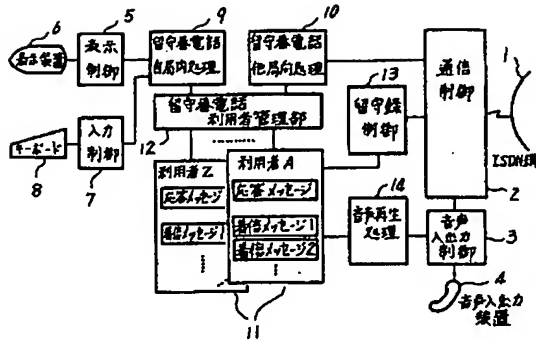 6
表示装置
5
表示
制御
9
留守番電話
自局内処理
10
留守番電話
他局向処理
1
ISDN網
通信
制御
2
13
留守録
制御
8
キーボード
入力
制御
7
12
留守番電話
利用者管理部
利用者Z
応答メッセージ
着信メッセージ1
利用者A
応答メッセージ
着信メッセージ1
着信メッセージ2
11
14
音声再生
処理
音声
入出力
制御
3
4
音声入出力
装置